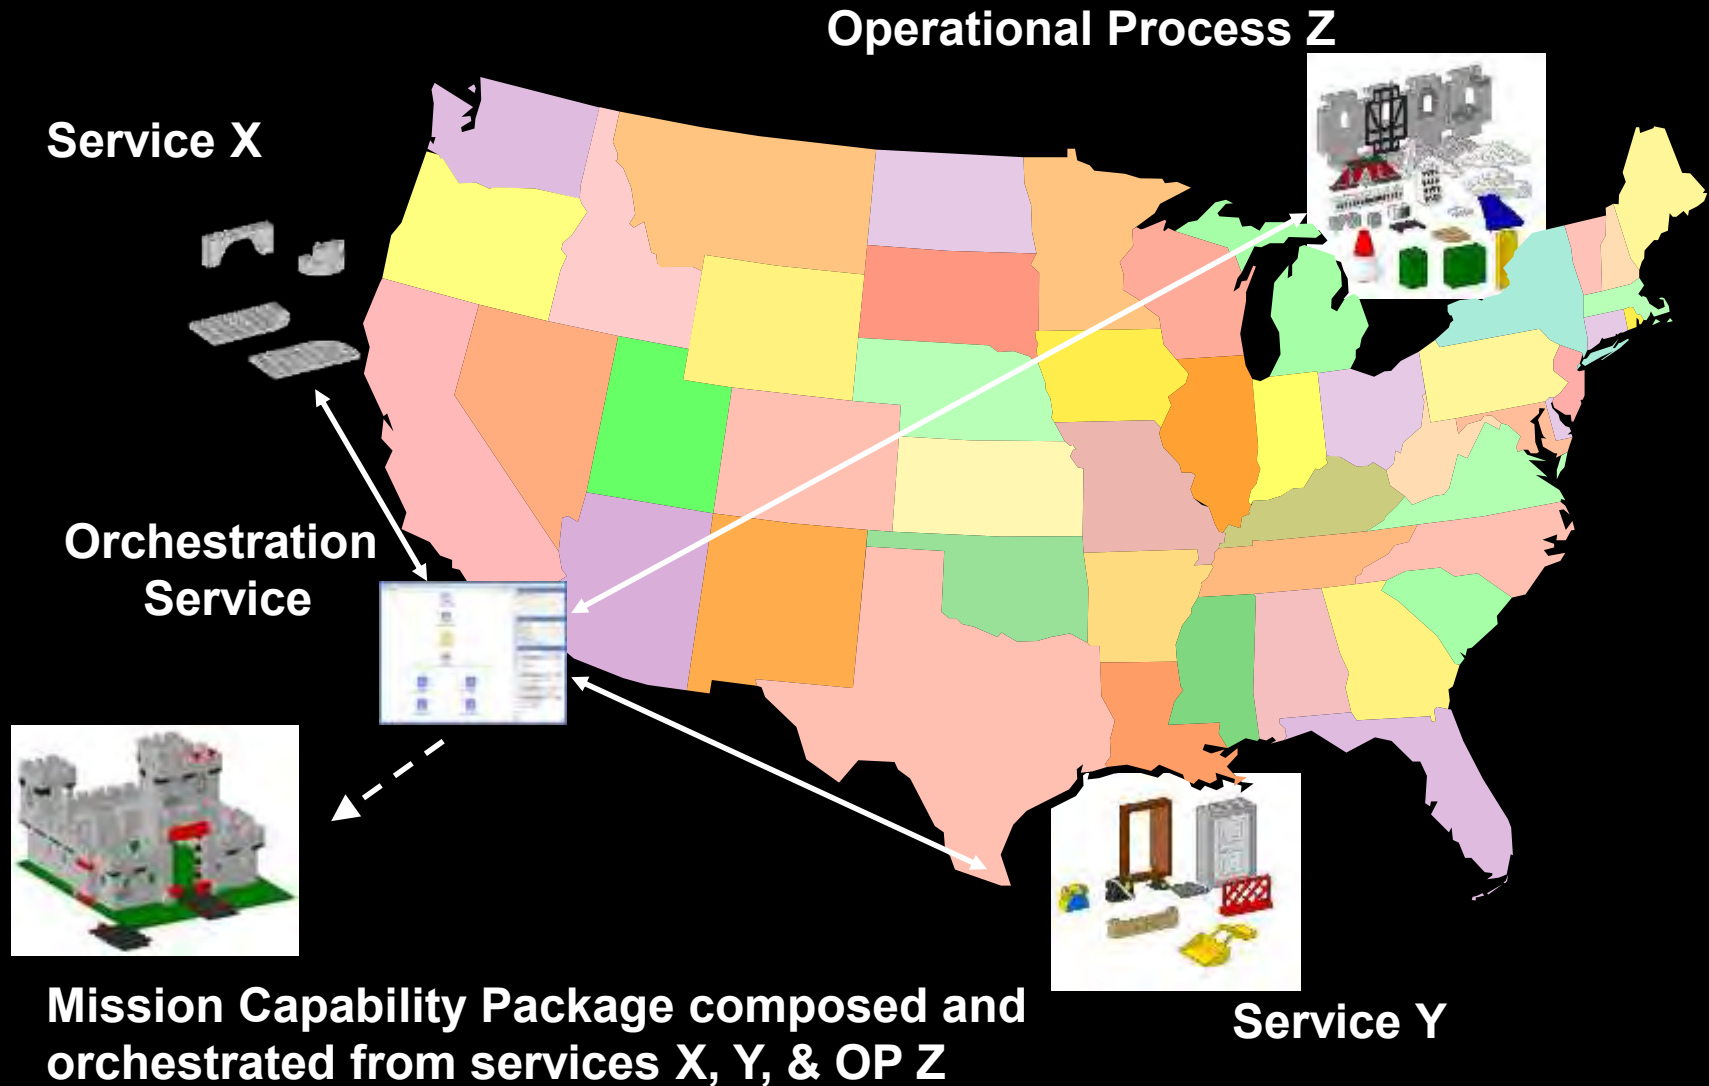 Operational Process Z
Service X
Orchestration
Service
Mission Capability Package composed and
orchestrated from services X, Y, & OP Z
Service Y